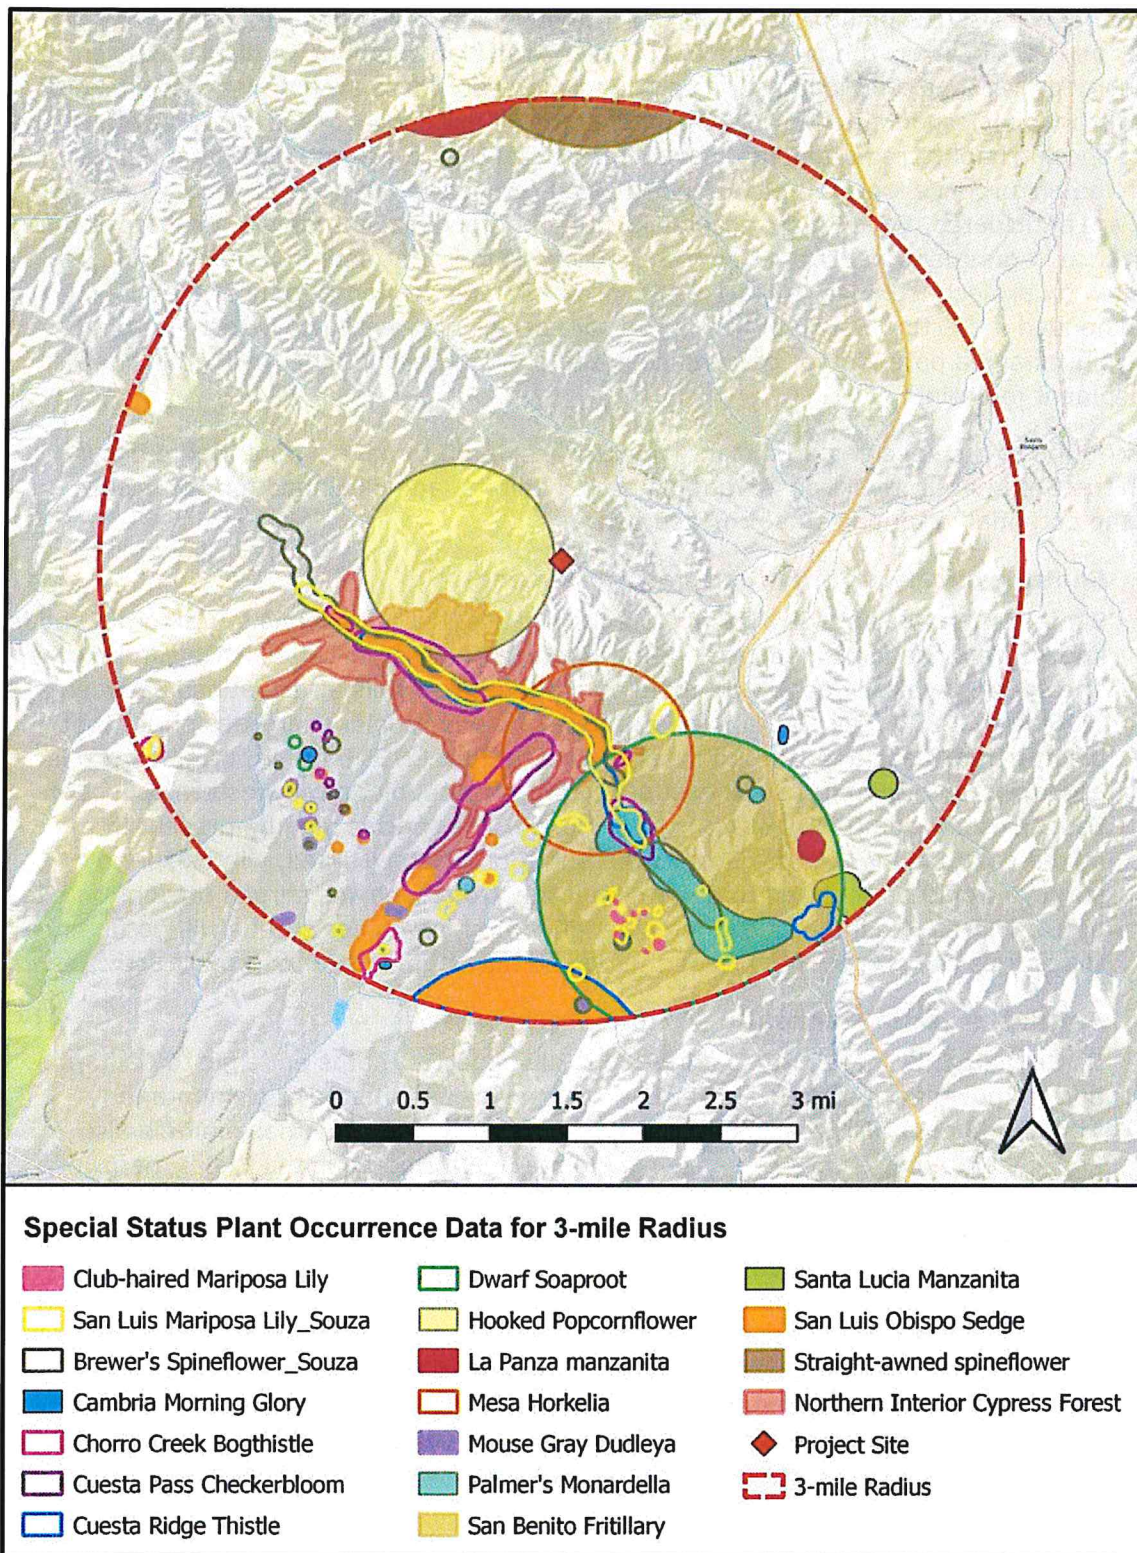 0 0.5 1 1.5 2 2.5 3 mi
Special Status Plant Occurrence Data for 3-mile Radius
Club-haired Mariposa Lily
San Luis Mariposa Lily_Souza
Brewer's Spineflower_Souza
Cambria Morning Glory
Chorro Creek Bogthistle
Cuesta Pass Checkerbloom
Cuesta Ridge Thistle
Dwarf Soaproot
Hooked Popcornflower
La Panza manzanita
Mesa Horkelia
Mouse Gray Dudleya
Palmer's Monardella
San Benito Fritillary
Santa Lucia Manzanita
San Luis Obispo Sedge
Straight-awned spineflower
Northern Interior Cypress Forest
Project Site
3-mile Radius